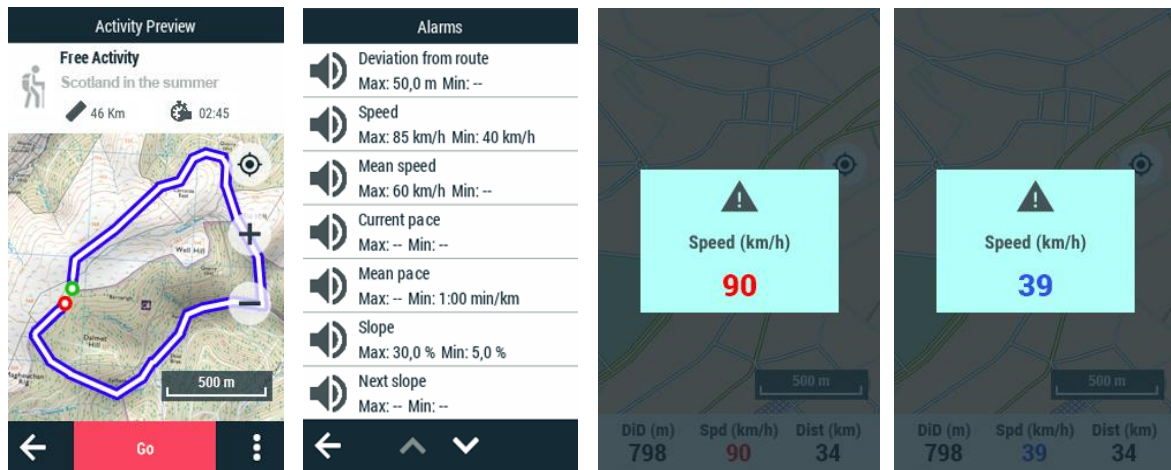 Activity Preview
Free Activity
Scotland in the summer
46 Km
02:45
Well Hill
Dalmet
Hill
500 m
Go
Alarms
Deviation from route
Max: 50,0 m Min: --
Speed
Max: 85 km/h Min: 40 km/h
Mean speed
Max: 60 km/h Min: --
Current pace
Max: -- Min: --
Mean pace
Max: -- Min: 1:00 min/km
Slope
Max: 30,0 % Min: 5,0 %
Next slope
Max: -- Min: --
Speed (km/h)
90
500 m
DiD (m) Spd (km/h) Dist (km)
798 90 34
Speed (km/h)
39
500 m
DiD (m) Spd (km/h) Dist (km)
798 39 34